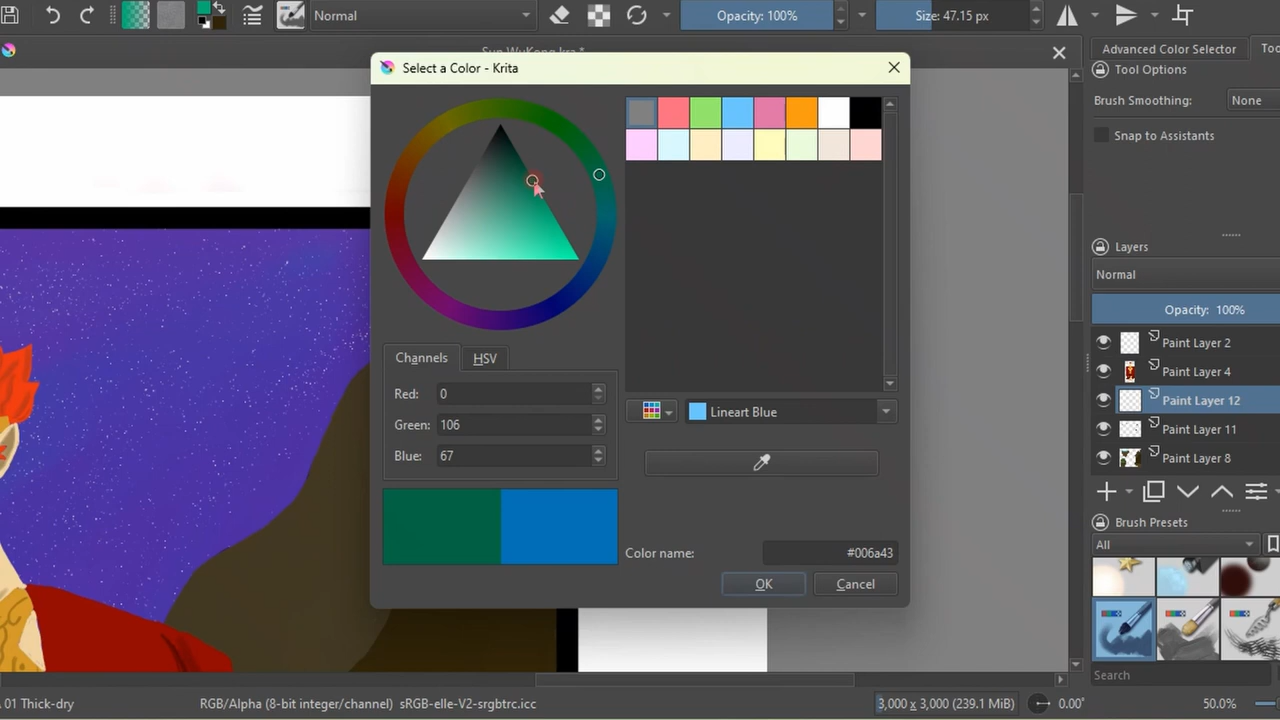 Normal
Opacity: 100%
Size: 47.15 px
Sun WuKong.kra *
Select a Color - Krita
Advanced Color Selector
Tool Options
Brush Smoothing:
None
Snap to Assistants
Layers
Normal
Opacity: 100%
Paint Layer 2
Paint Layer 4
Paint Layer 12
Paint Layer 11
Paint Layer 8
Channels
HSV
Red:
0
Green:
106
Blue:
67
Lineart Blue
Color name:
#006a43
OK
Cancel
Brush Presets
All
Search
01 Thick-dry
RGB/Alpha (8-bit integer/channel) sRGB-elle-V2-srgbtrc.icc
3,000 x 3,000 (239.1 MiB)
0.00°
50.0%